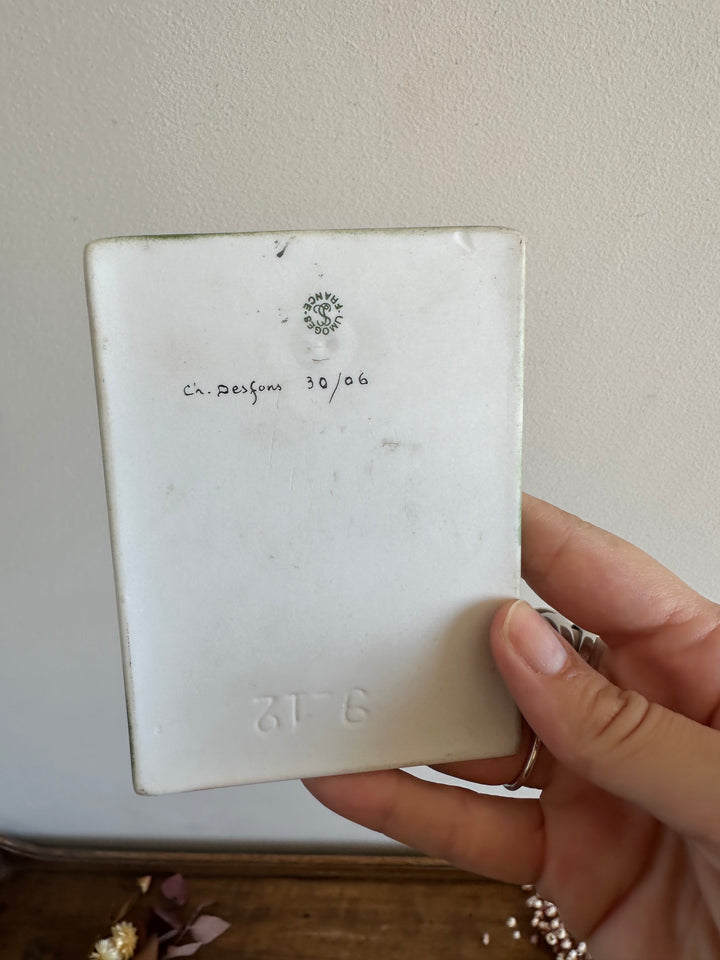 LIMOGES · FRANCE ·
Ch. Desfons 30/06
9_12